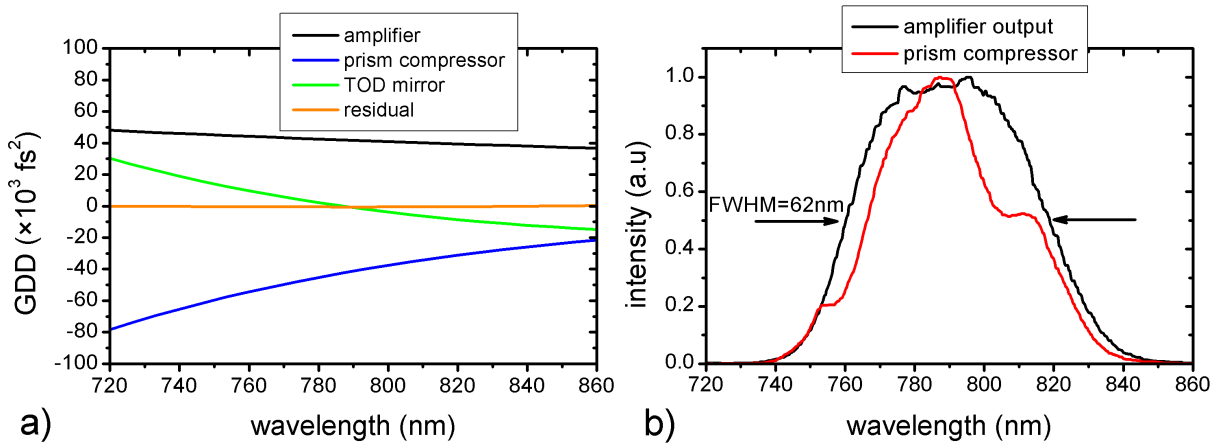 amplifier
prism compressor
TOD mirror
residual
100
80
60
40
20
0
-20
-40
-60
-80
-100
GDD (×10³ fs²)
720 740 760 780 800 820 840 860
wavelength (nm)
a)
amplifier output
prism compressor
1.0
0.8
0.6
0.4
0.2
0.0
intensity (a.u)
FWHM=62nm
720 740 760 780 800 820 840 860
wavelength (nm)
b)